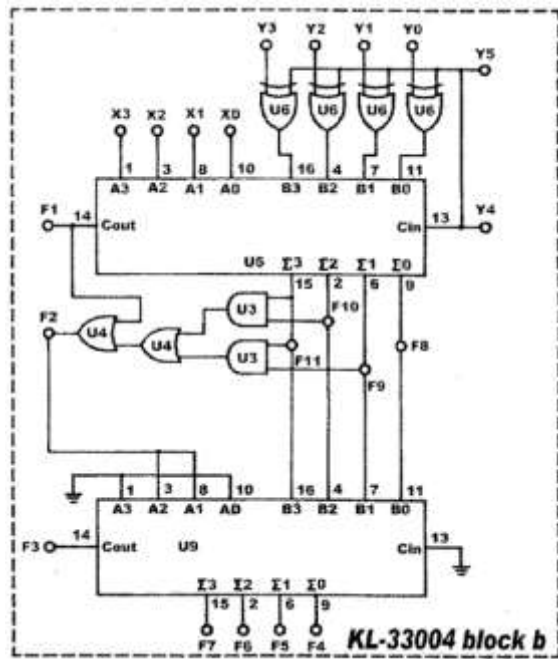 Y3 Y2 Y1 Y0
Y5
U6 U6 U6 U6
X3 X2 X1 X0
1 3 8 10 16 4 7 11
A3 A2 A1 A0 B3 B2 B1 B0
F1 14 Cout Cin 13 Y4
U5 Σ3 Σ2 Σ1 Σ0
15 2 6 9
U3 F10
F2 U4 U4 F8
U3 F11
F9
1 3 8 10 16 4 7 11
A3 A2 A1 A0 B3 B2 B1 B0
F3 14 Cout U9 Cin 13
Σ3 Σ2 Σ1 Σ0
15 2 6 9
F7 F6 F5 F4
KL-33004 block b